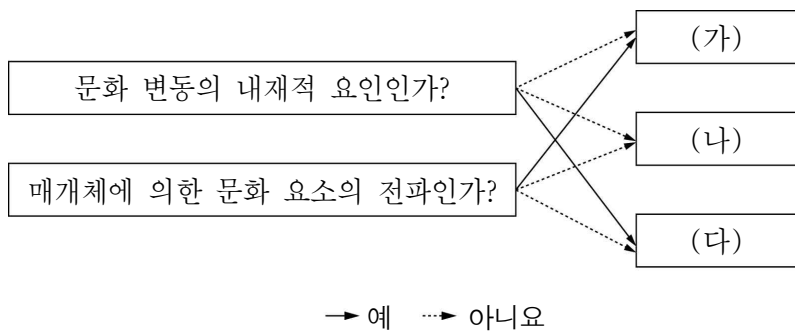 문화 변동의 내재적 요인인가?
매개체에 의한 문화 요소의 전파인가?
(가)
(나)
(다)
예 아니요